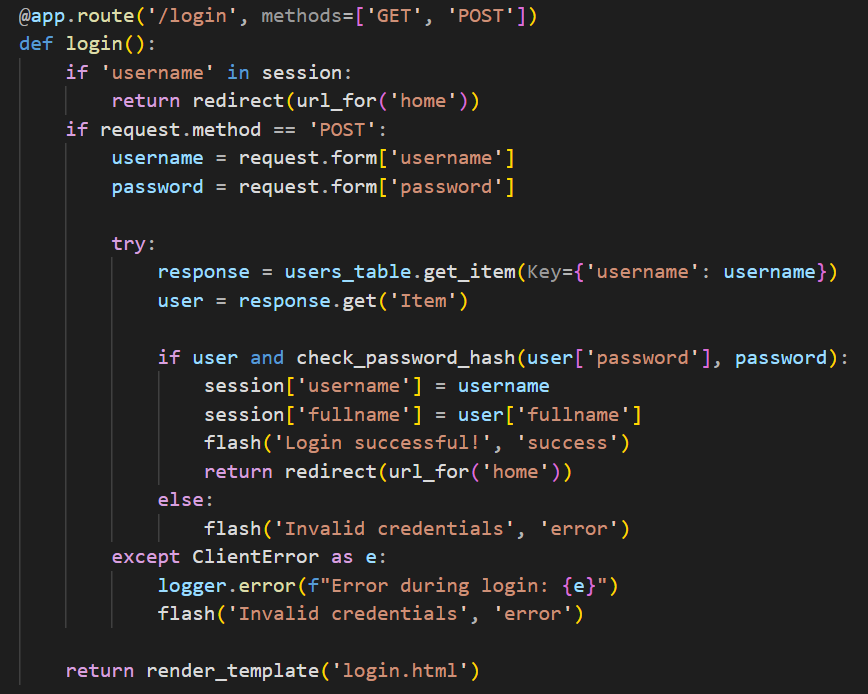 @app.route('/login', methods=['GET', 'POST'])
def login():
    if 'username' in session:
        return redirect(url_for('home'))
    if request.method == 'POST':
        username = request.form['username']
        password = request.form['password']

        try:
            response = users_table.get_item(Key={'username': username})
            user = response.get('Item')

            if user and check_password_hash(user['password'], password):
                session['username'] = username
                session['fullname'] = user['fullname']
                flash('Login successful!', 'success')
                return redirect(url_for('home'))
            else:
                flash('Invalid credentials', 'error')
        except ClientError as e:
            logger.error(f"Error during login: {e}")
            flash('Invalid credentials', 'error')

    return render_template('login.html')